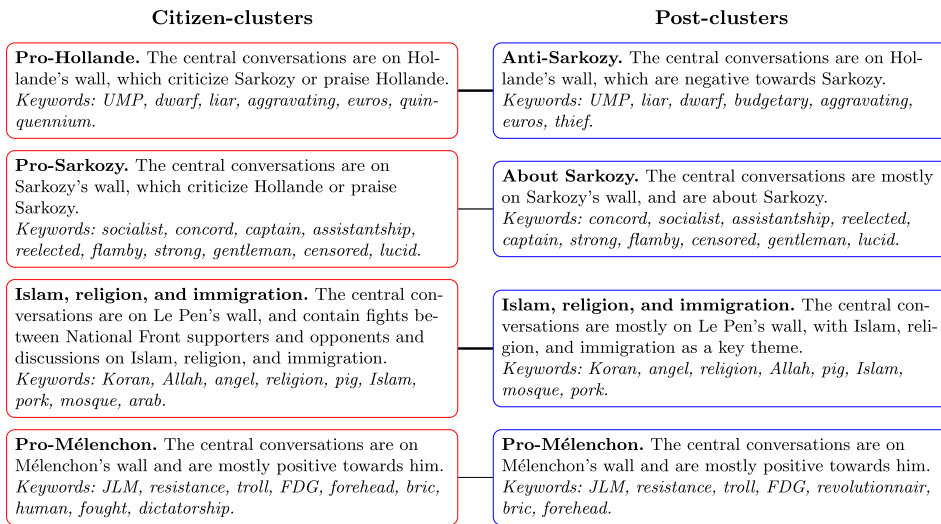 Citizen-clusters
Post-clusters
Pro-Hollande. The central conversations are on Hol-
lande's wall, which criticize Sarkozy or praise Hollande.
Keywords: UMP, dwarf, liar, aggravating, euros, quin-
quennium.
Anti-Sarkozy. The central conversations are on Hol-
lande's wall, which are negative towards Sarkozy.
Keywords: UMP, liar, dwarf, budgetary, aggravating,
euros, thief.
Pro-Sarkozy. The central conversations are on
Sarkozy's wall, which criticize Hollande or praise
Sarkozy.
Keywords: socialist, concord, captain, assistantship,
reelected, flamby, strong, gentleman, censored, lucid.
About Sarkozy. The central conversations are mostly
on Sarkozy's wall, and are about Sarkozy.
Keywords: concord, socialist, assistantship, reelected,
captain, strong, flamby, censored, gentleman, lucid.
Islam, religion, and immigration. The central con-
versations are on Le Pen's wall, and contain fights be-
tween National Front supporters and opponents and
discussions on Islam, religion, and immigration.
Keywords: Koran, Allah, angel, religion, pig, Islam,
pork, mosque, arab.
Islam, religion, and immigration. The central con-
versations are mostly on Le Pen's wall, with Islam, reli-
gion, and immigration as a key theme.
Keywords: Koran, angel, religion, Allah, pig, Islam,
mosque, pork.
Pro-Mélenchon. The central conversations are on
Mélenchon's wall and are mostly positive towards him.
Keywords: JLM, resistance, troll, FDG, forehead, bric,
human, fought, dictatorship.
Pro-Mélenchon. The central conversations are on
Mélenchon's wall and are mostly positive towards him.
Keywords: JLM, resistance, troll, FDG, revolutionnair,
bric, forehead.